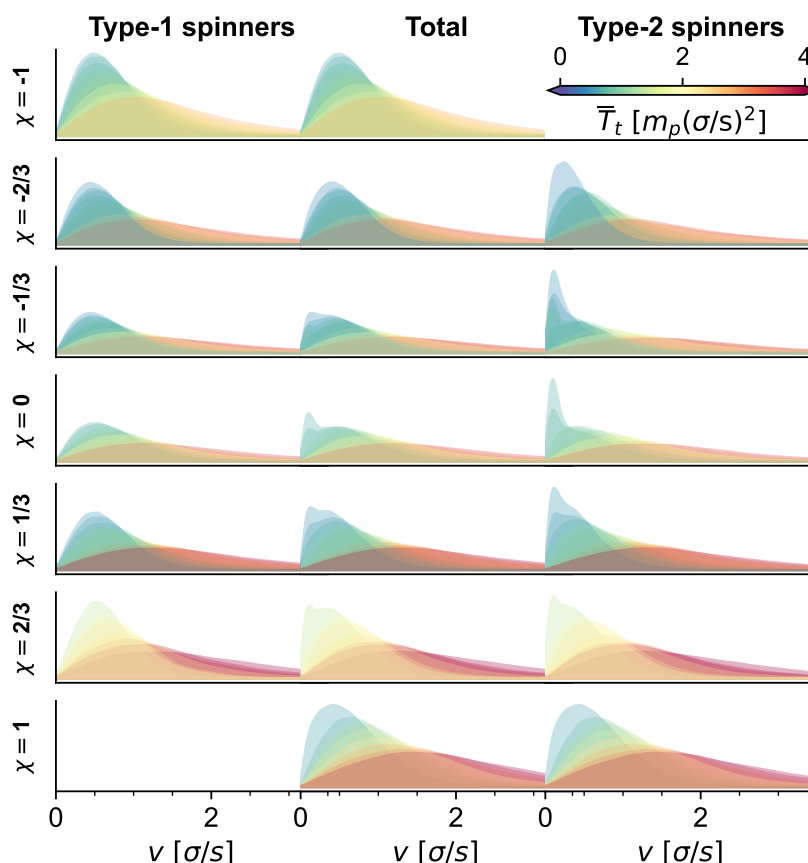 Type-1 spinners Total Type-2 spinners
0 2 4
T̿ₜ [mₚ(σ/s)²]
χ = -1
χ = -2/3
χ = -1/3
χ = 0
χ = 1/3
χ = 2/3
χ = 1
0 2 0 2 0 2
v [σ/s] v [σ/s] v [σ/s]